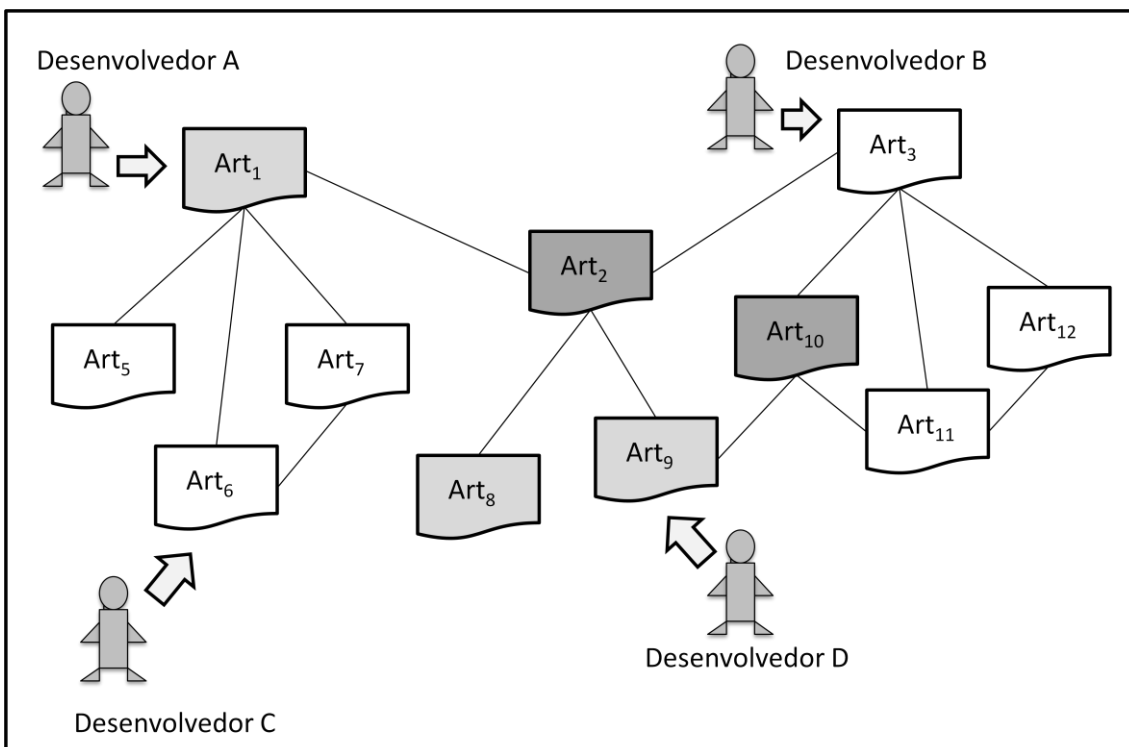 Desenvolvedor A
Desenvolvedor B
Art1
Art3
Art2
Art5
Art7
Art10
Art12
Art6
Art8
Art9
Art11
Desenvolvedor D
Desenvolvedor C